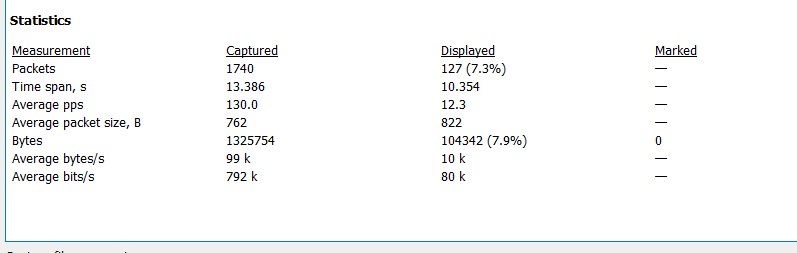 Statistics
Measurement Captured Displayed Marked
Packets 1740 127 (7.3%) —
Time span, s 13.386 10.354 —
Average pps 130.0 12.3 —
Average packet size, B 762 822 —
Bytes 1325754 104342 (7.9%) 0
Average bytes/s 99 k 10 k —
Average bits/s 792 k 80 k —